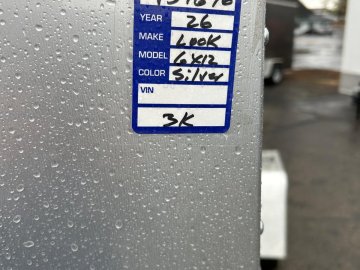 YEAR 26
MAKE LOOK
MODEL 6X12
COLOR Silver
VIN
3K